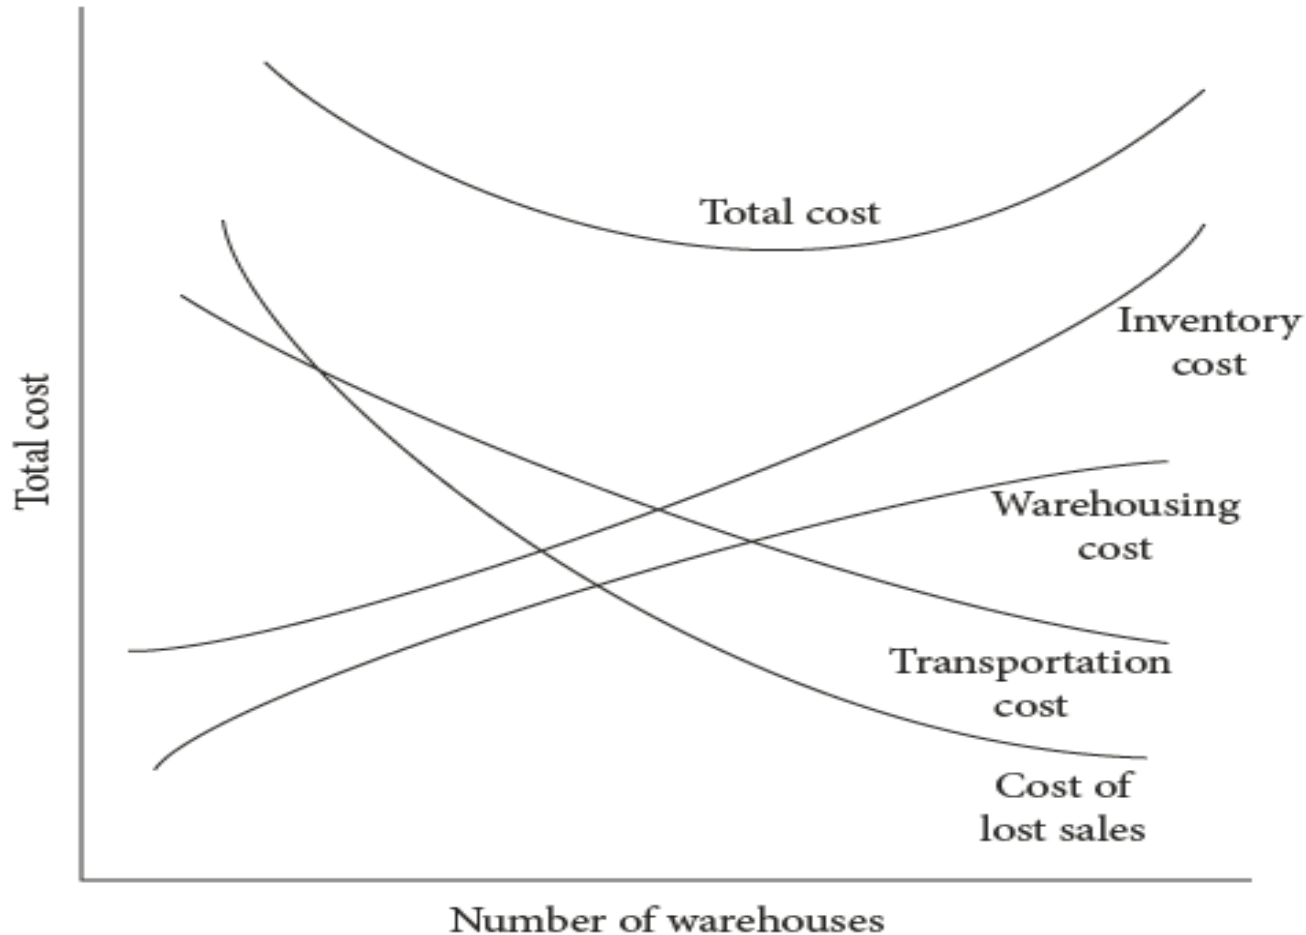 Total cost
Total cost
Inventory
cost
Warehousing
cost
Transportation
cost
Cost of
lost sales
Number of warehouses